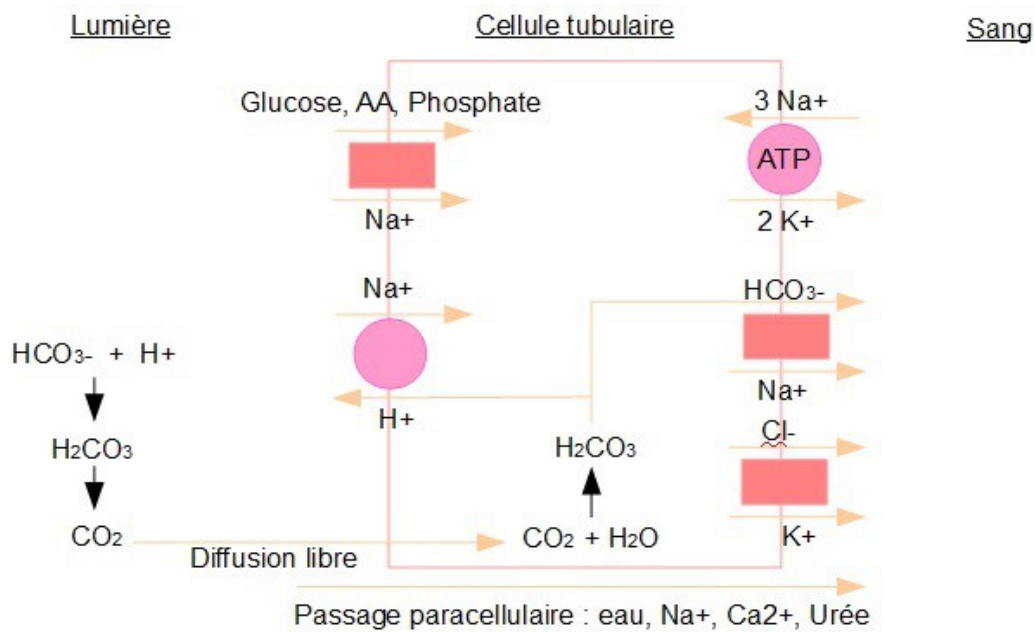 Lumière
Cellule tubulaire
Sang
Glucose, AA, Phosphate
3 Na+
ATP
Na+
2 K+
Na+
HCO3-
HCO3- + H+
H+
Na+
Cl-
H2CO3
H2CO3
CO2
CO2 + H2O
K+
Diffusion libre
Passage paracellulaire : eau, Na+, Ca2+, Urée